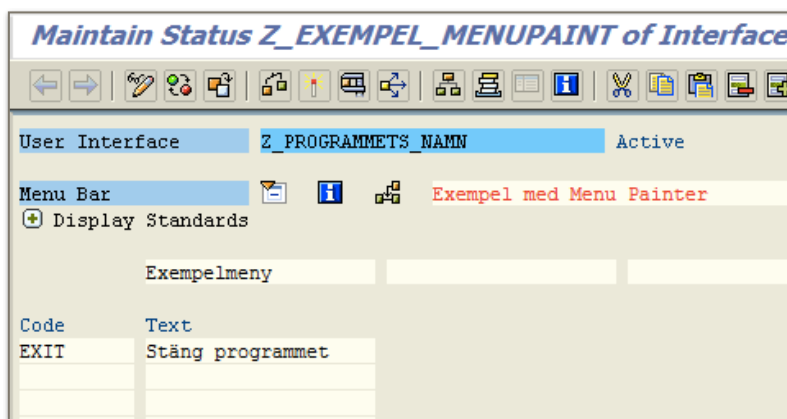 Maintain Status Z_EXEMPEL_MENUPAINT of Interface
User Interface Z_PROGRAMMETS_NAMN Active
Menu Bar Exempel med Menu Painter
Display Standards
Exempelmeny
Code Text
EXIT Stäng programmet